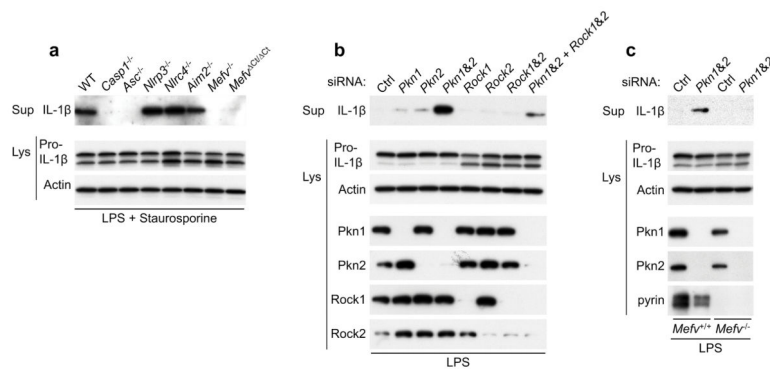 a
WT Casp1-/- Asc-/- Nlrp3-/- Nlrc4-/- Aim2-/- Mefv-/- MefvΔCt/ΔCt
Sup IL-1β
Lys
Pro-
IL-1β
Actin
LPS + Staurosporine
b
siRNA: Ctrl Pkn1 Pkn2 Pkn1&2 Rock1 Rock2 Rock1&2 Pkn1&2 + Rock1&2
Sup IL-1β
Lys
Pro-
IL-1β
Actin
Lys
Pkn1
Pkn2
Rock1
Rock2
LPS
c
siRNA: Ctrl Pkn1&2 Ctrl Pkn1&2
Sup IL-1β
Lys
Pro-
IL-1β
Actin
Pkn1
Pkn2
pyrin
Mefv+/+ Mefv-/-
LPS